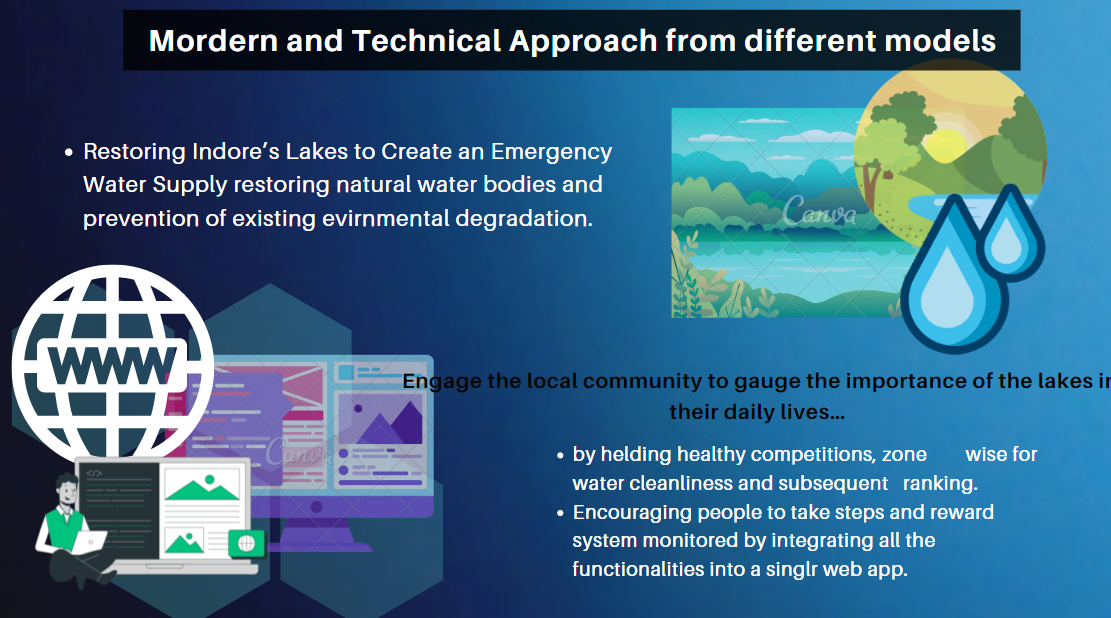 Mordern and Technical Approach from different models
• Restoring Indore's Lakes to Create an Emergency
Water Supply restoring natural water bodies and
prevention of existing evirnmental degradation.
Canva
WWW
Engage the local community to gauge the importance of the lakes in
their daily lives...
Canva
• by helding healthy competitions, zone wise for
water cleanliness and subsequent ranking.
• Encouraging people to take steps and reward
system monitored by integrating all the
functionalities into a singlr web app.
</>